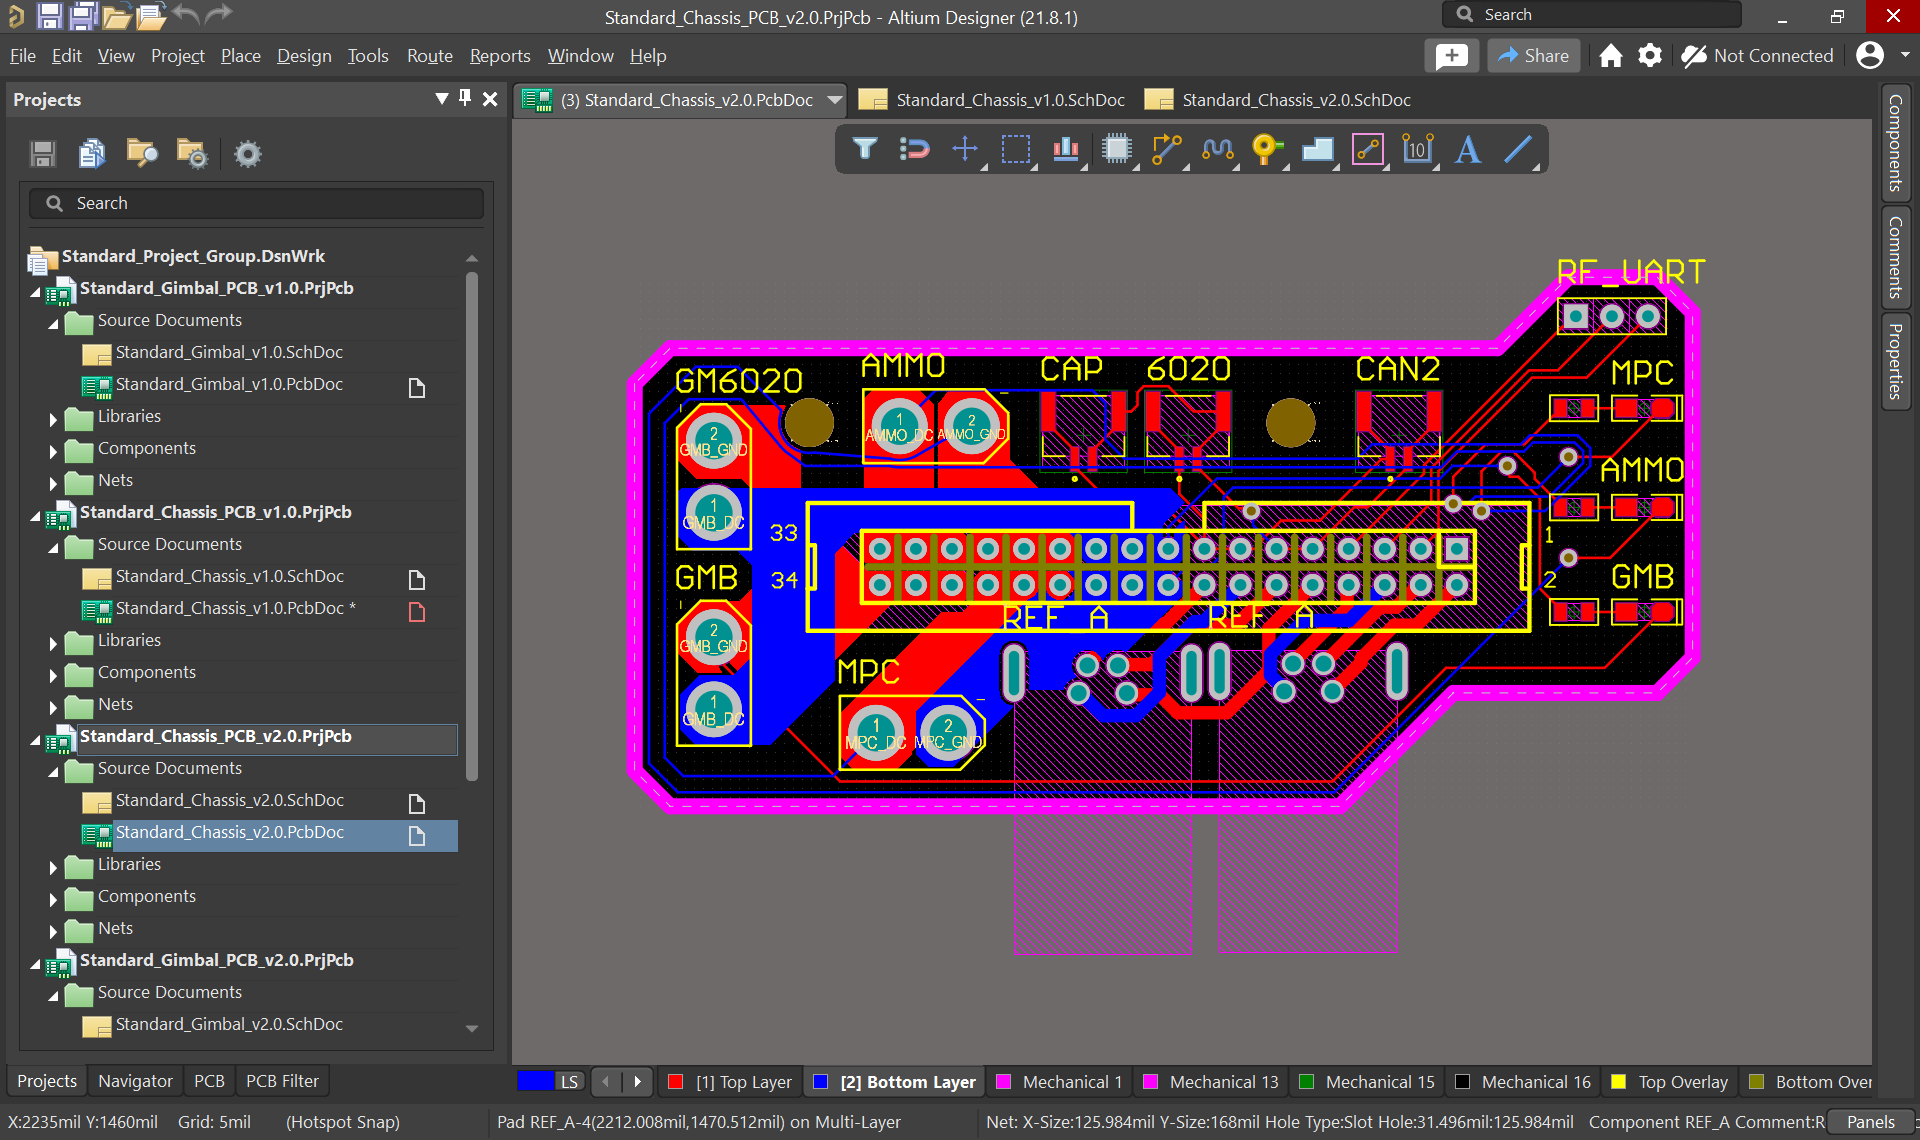 Standard_Chassis_PCB_v2.0.PrjPcb - Altium Designer (21.8.1)
Search
File Edit View Project Place Design Tools Route Reports Window Help
Share
Not Connected
Projects
(3) Standard_Chassis_v2.0.PcbDoc
Standard_Chassis_v1.0.SchDoc
Standard_Chassis_v2.0.SchDoc
10
Search
Standard_Project_Group.DsnWrk
Standard_Gimbal_PCB_v1.0.PrjPcb
Source Documents
Standard_Gimbal_v1.0.SchDoc
Standard_Gimbal_v1.0.PcbDoc
Libraries
Components
Nets
Standard_Chassis_PCB_v1.0.PrjPcb
Source Documents
Standard_Chassis_v1.0.SchDoc
Standard_Chassis_v1.0.PcbDoc *
Libraries
Components
Nets
Standard_Chassis_PCB_v2.0.PrjPcb
Source Documents
Standard_Chassis_v2.0.SchDoc
Standard_Chassis_v2.0.PcbDoc
Libraries
Components
Nets
Standard_Gimbal_PCB_v2.0.PrjPcb
Source Documents
Standard_Gimbal_v2.0.SchDoc
Projects Navigator PCB PCB Filter
RF_UART
GM6020
AMMO
CAP
6020
CAN2
MPC
2
GMB_GND
1
AMMO_DC
2
AMMO_GND
AMMO
1
GMB_DC
33
34
1
2
GMB
GMB
2
GMB_GND
REF A
REF A
1
GMB_DC
MPC
1
MPC_DC
2
MPC_GND
Components
Comments
Properties
LS
[1] Top Layer
[2] Bottom Layer
Mechanical 1
Mechanical 13
Mechanical 15
Mechanical 16
Top Overlay
Bottom Over
X:2235mil Y:1460mil Grid: 5mil (Hotspot Snap)
Pad REF_A-4(2212.008mil,1470.512mil) on Multi-Layer
Net: X-Size:125.984mil Y-Size:168mil Hole Type:Slot Hole:31.496mil:125.984mil Component REF_A Comment:R
Panels